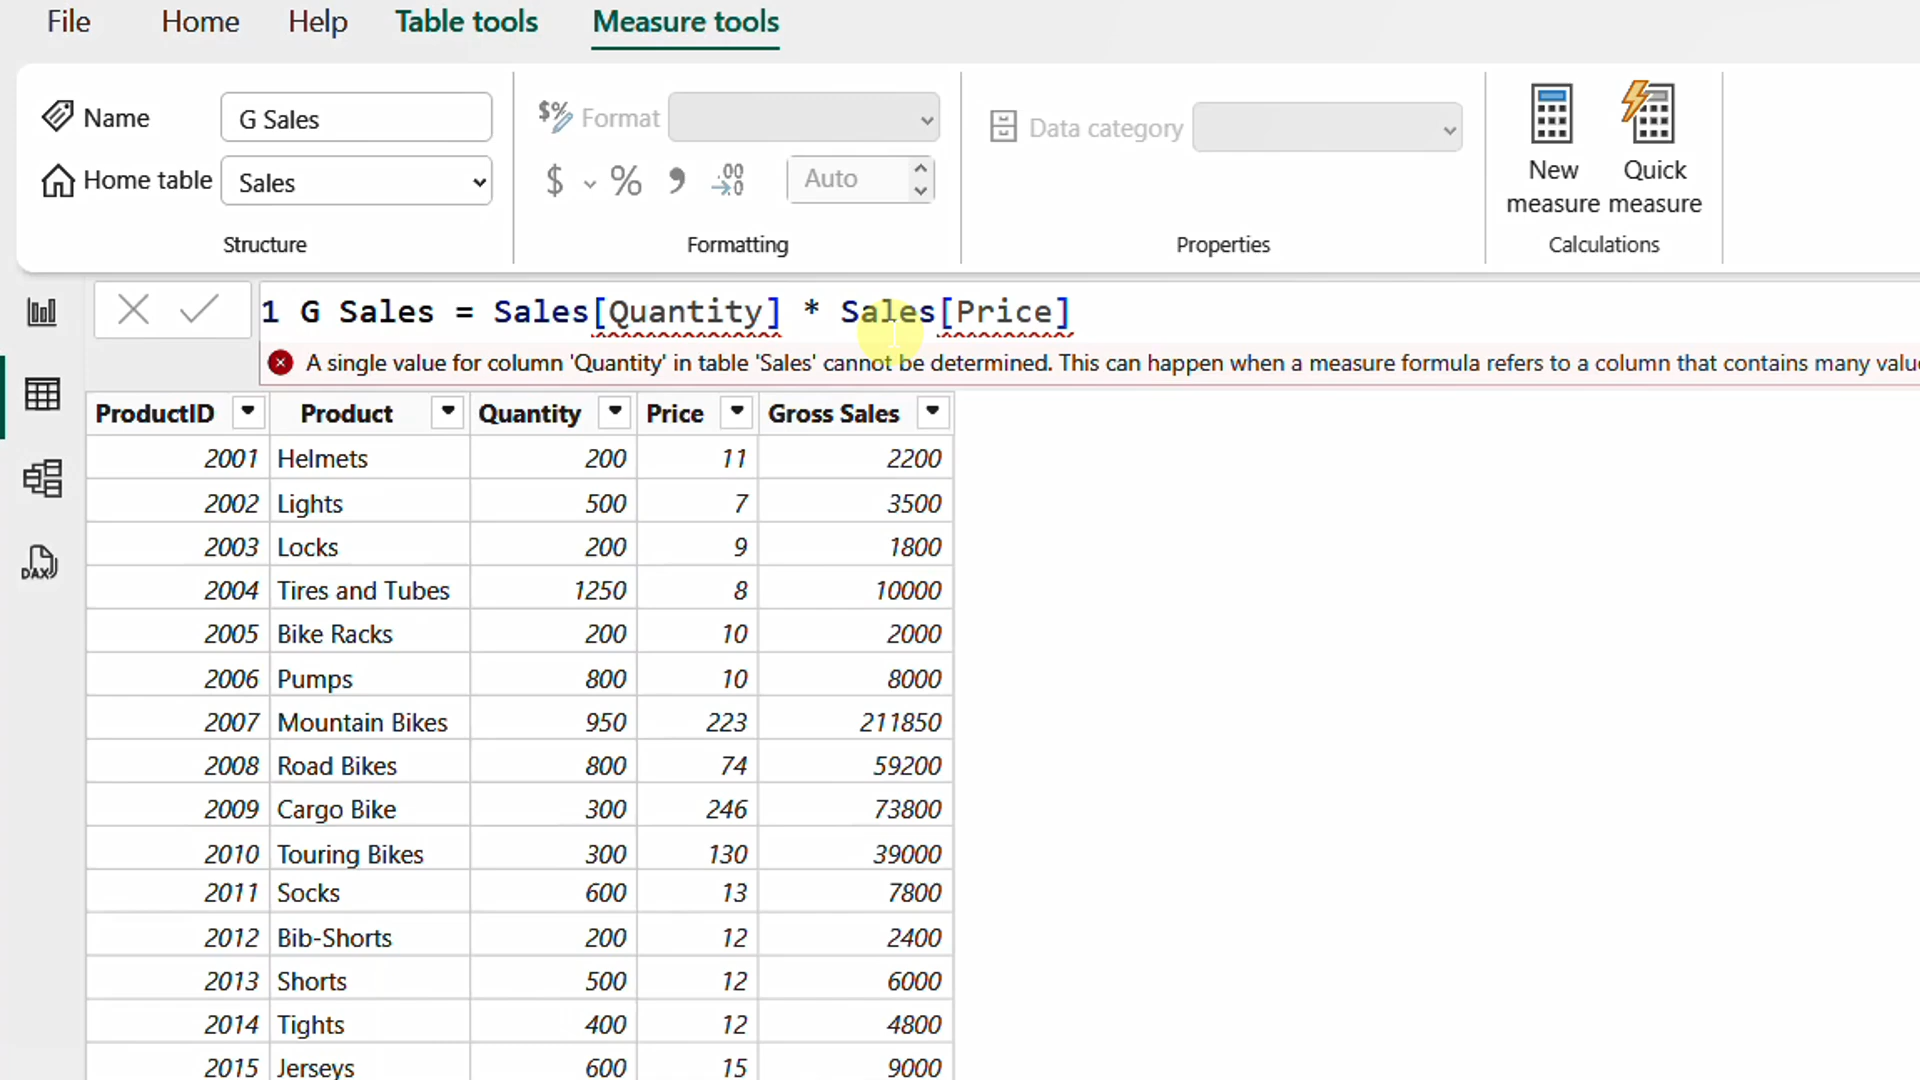 File Home Help Table tools Measure tools
Name G Sales
Home table Sales
Structure
$% Format
$ % , .00 →0 Auto
Formatting
Data category
Properties
New measure
Quick measure
Calculations
1 G Sales = Sales[Quantity] * Sales[Price]
A single value for column 'Quantity' in table 'Sales' cannot be determined. This can happen when a measure formula refers to a column that contains many value
DAX
ProductID Product Quantity Price Gross Sales
2001 Helmets 200 11 2200
2002 Lights 500 7 3500
2003 Locks 200 9 1800
2004 Tires and Tubes 1250 8 10000
2005 Bike Racks 200 10 2000
2006 Pumps 800 10 8000
2007 Mountain Bikes 950 223 211850
2008 Road Bikes 800 74 59200
2009 Cargo Bike 300 246 73800
2010 Touring Bikes 300 130 39000
2011 Socks 600 13 7800
2012 Bib-Shorts 200 12 2400
2013 Shorts 500 12 6000
2014 Tights 400 12 4800
2015 Jerseys 600 15 9000